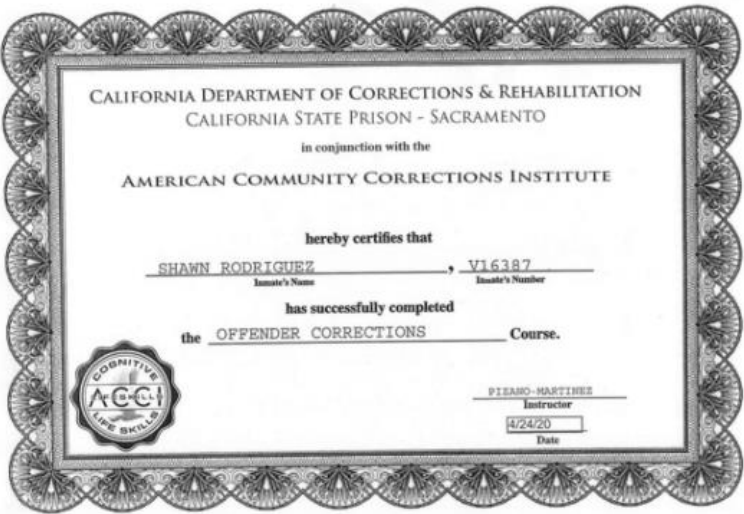 CALIFORNIA DEPARTMENT OF CORRECTIONS & REHABILITATION
CALIFORNIA STATE PRISON - SACRAMENTO
in conjunction with the
AMERICAN COMMUNITY CORRECTIONS INSTITUTE
hereby certifies that
SHAWN RODRIGUEZ, V16387
Inmate's Name Inmate's Number
has successfully completed
the OFFENDER CORRECTIONS Course.
COGNITIVE
ACCI
LIFE SKILLS
LIFE SKILLS
PIZANO-MARTINEZ
Instructor
4/24/20
Date